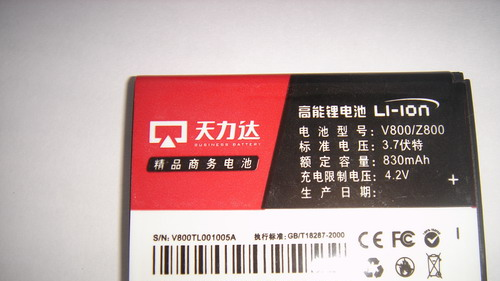 天力达
BUSINESS BATTERY
精品商务电池
高能锂电池 LI-ION
电池型号: V800/Z800
标准电压: 3.7伏特
额定容量: 830mAh
充电限制电压: 4.2V
生产日期:
+
S/N: V800TL001005A
执行标准: GB/T18287-2000
CE FC
Li-ion